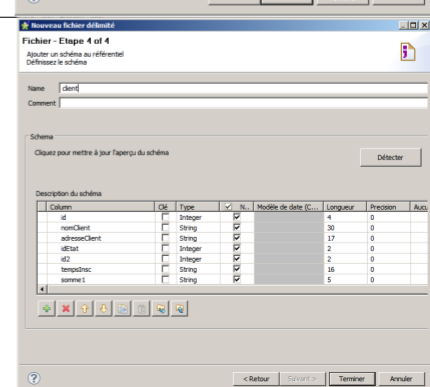 Nouveau fichier délimité
Fichier - Etape 4 of 4
Ajouter un schéma au référentiel
Définissez le schéma
Name client
Comment
Schema
Cliquez pour mettre à jour l'aperçu du schéma
Détecter
Description du schéma
Column Clé Type N.. Modèle de date (C... Longueur Precision Aucu
id Integer 4 0
nomClient String 30 0
adresseClient String 17 0
idEtat Integer 2 0
id2 Integer 2 0
tempsInsc String 16 0
somme1 String 5 0
< Retour Suivant > Terminer Annuler